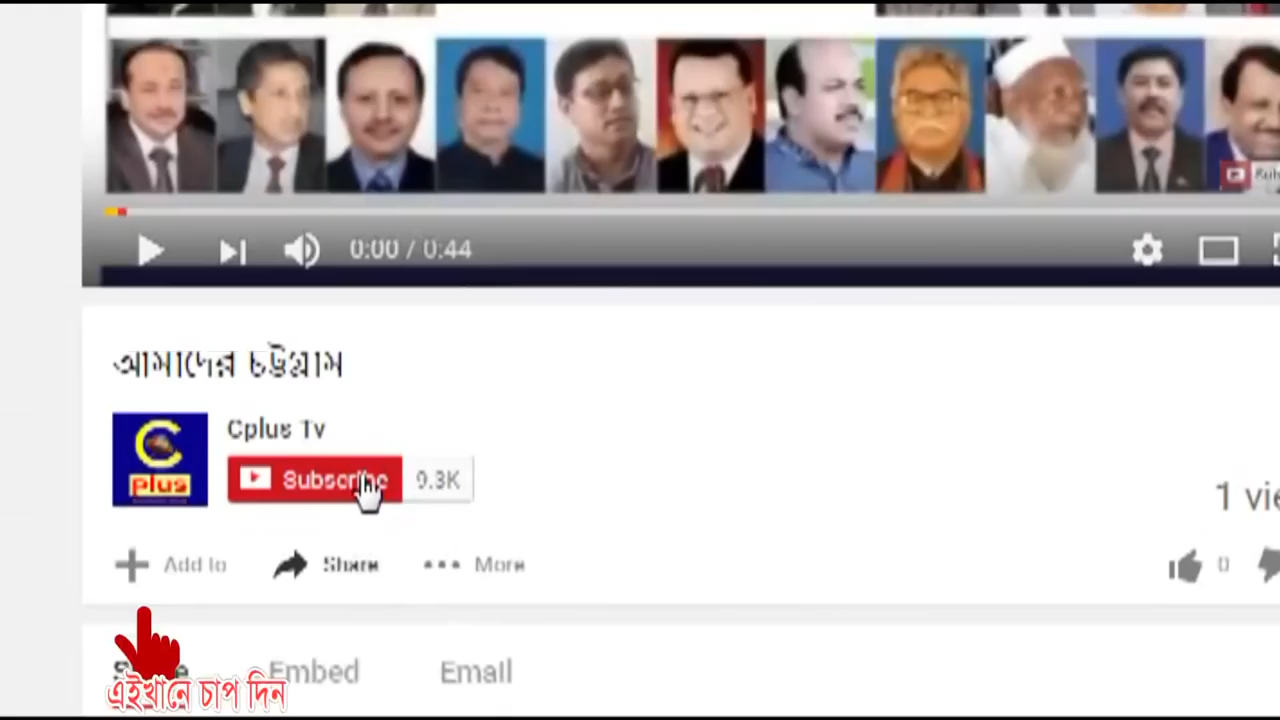 0:00 / 0:44
আমাদের চট্টগ্রাম
C plus
Cplus Tv
Subscribe 9.3K
1
Add to Share More
0
Embed Email
এইখানে চাপ দিন